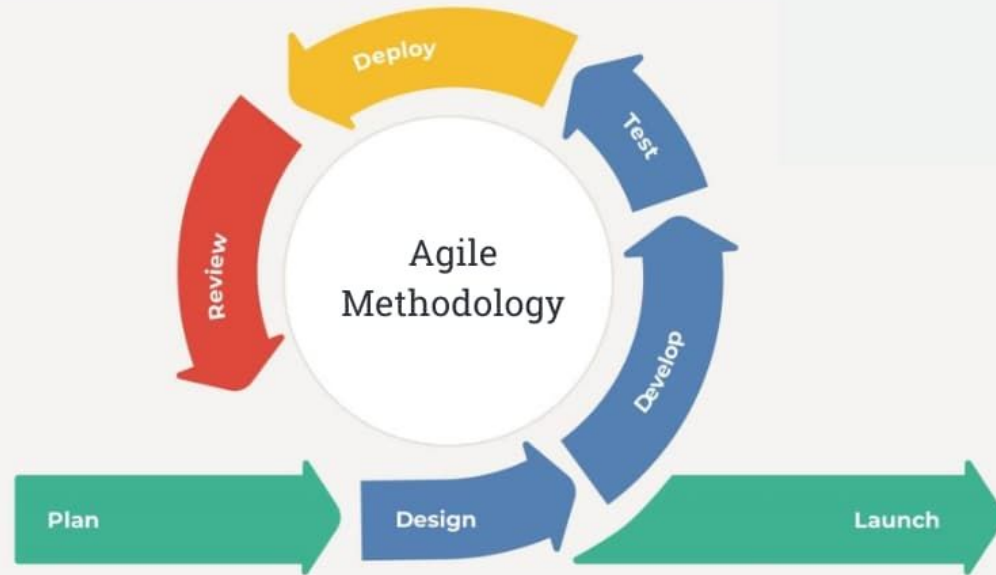 Deploy
Test
Review
Agile
Methodology
Develop
Plan
Design
Launch